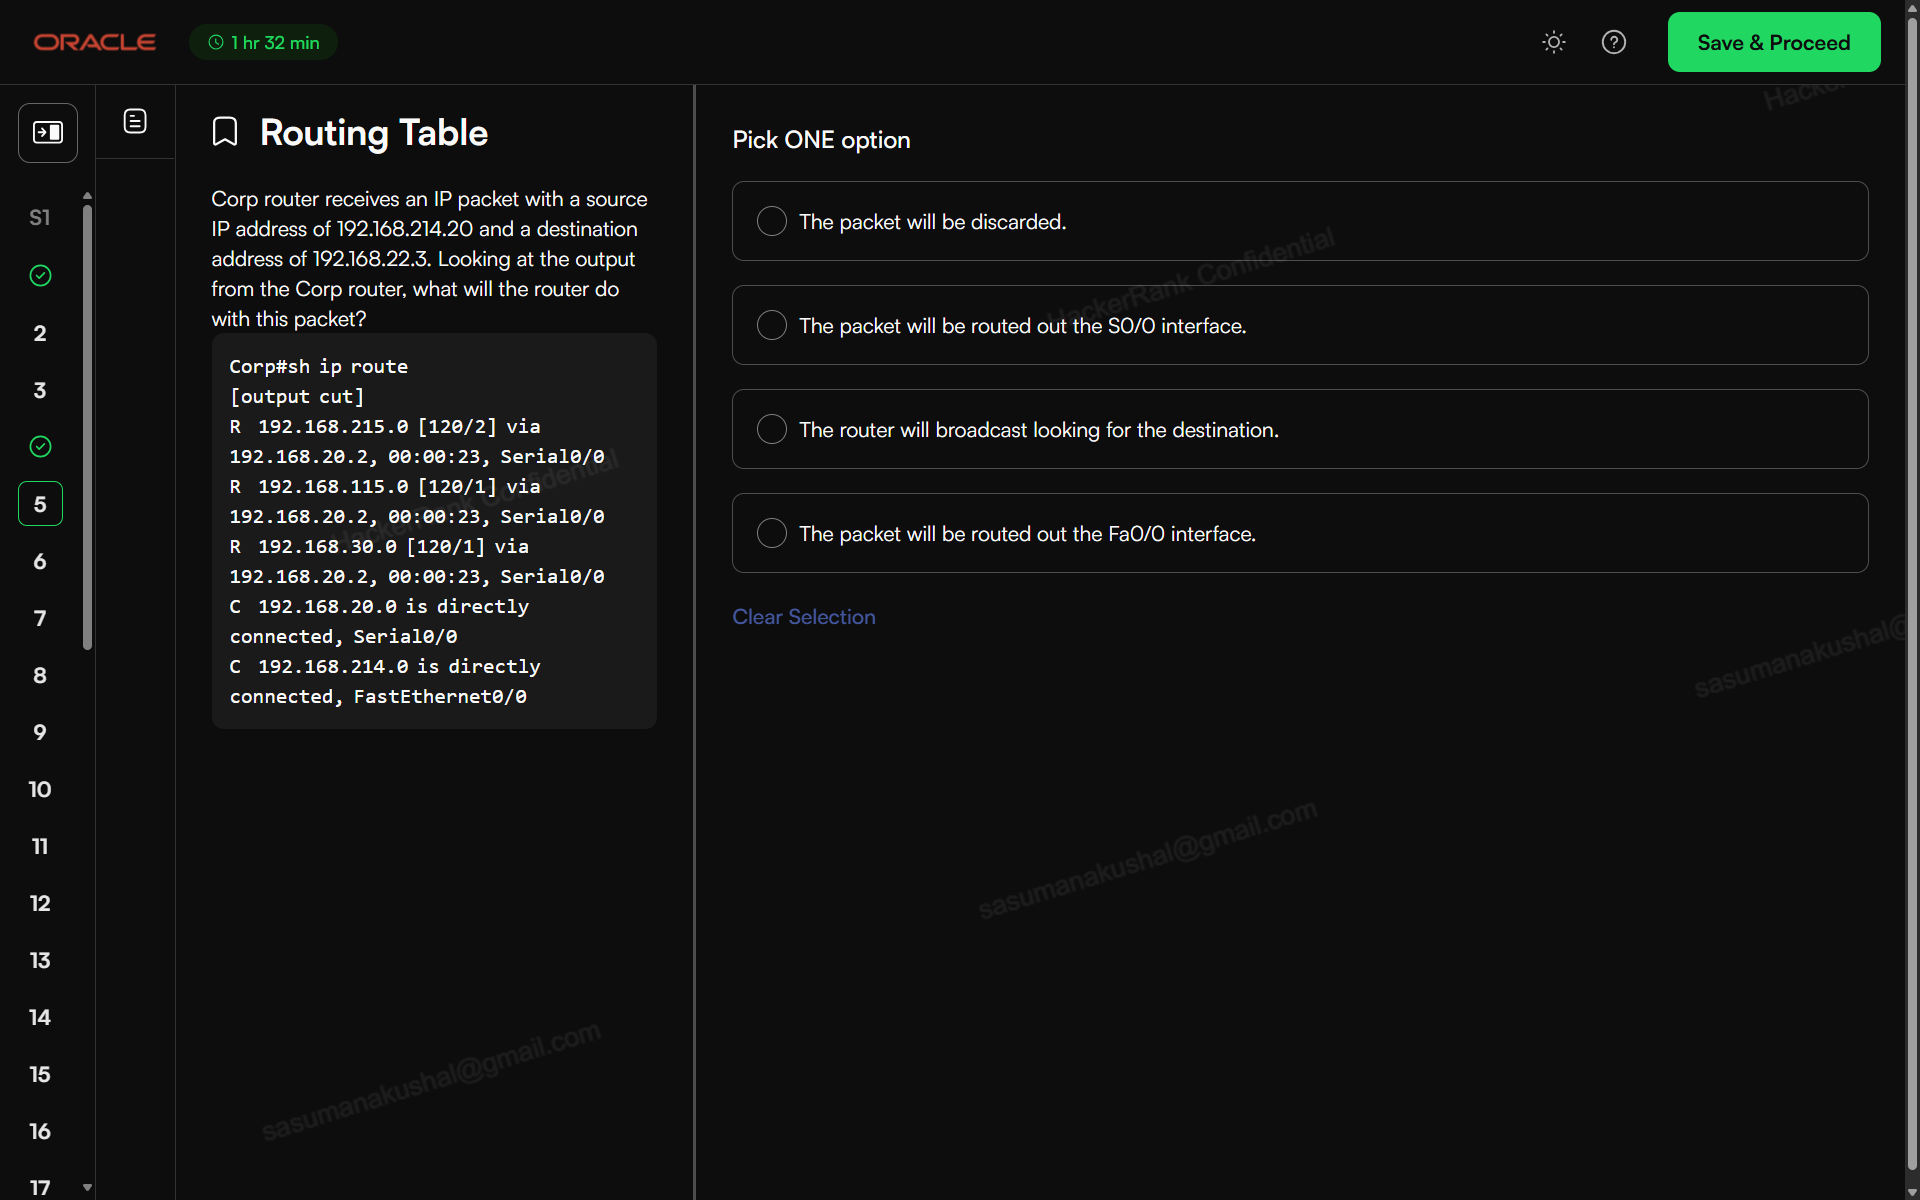 ORACLE
1 hr 32 min
Save & Proceed
S1
2
3
5
6
7
8
9
10
11
12
13
14
15
16
17
Routing Table
Corp router receives an IP packet with a source
IP address of 192.168.214.20 and a destination
address of 192.168.22.3. Looking at the output
from the Corp router, what will the router do
with this packet?
Corp#sh ip route
[output cut]
R 192.168.215.0 [120/2] via
192.168.20.2, 00:00:23, Serial0/0
R 192.168.115.0 [120/1] via
192.168.20.2, 00:00:23, Serial0/0
R 192.168.30.0 [120/1] via
192.168.20.2, 00:00:23, Serial0/0
C 192.168.20.0 is directly
connected, Serial0/0
C 192.168.214.0 is directly
connected, FastEthernet0/0
Pick ONE option
The packet will be discarded.
The packet will be routed out the S0/0 interface.
The router will broadcast looking for the destination.
The packet will be routed out the Fa0/0 interface.
Clear Selection
HackerRank Confidential
HackerRank Confidential
sasumanakushal@
sasumanakushal@gmail.com
sasumanakushal@gmail.com